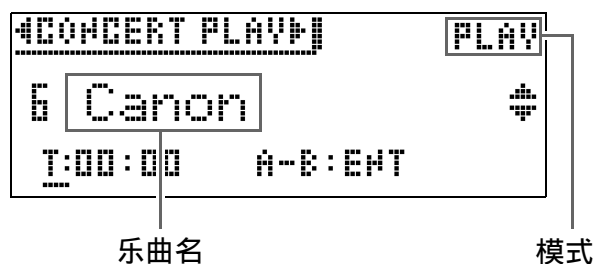 CONCERT PLAY PLAY
6 Canon
T:00:00 A-B:ENT
乐曲名 模式